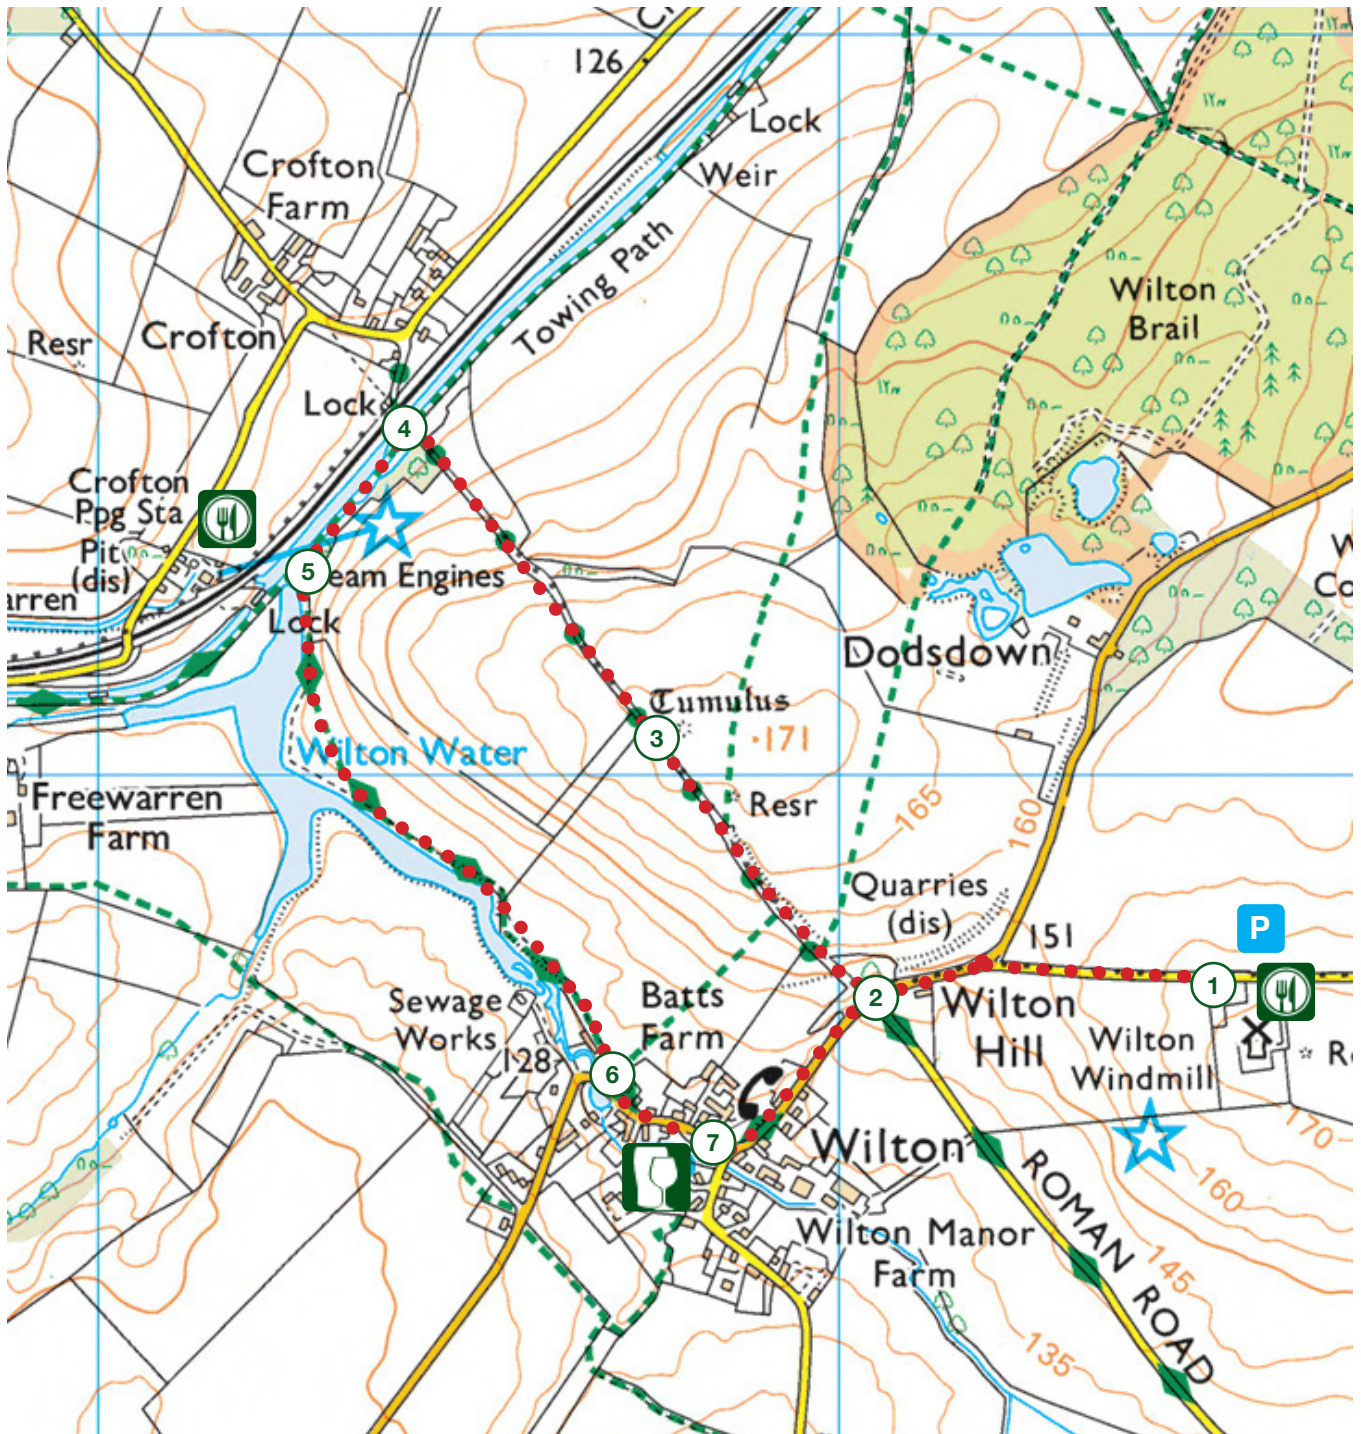 126
Lock
Weir
Crofton
Farm
Towing Path
Wilton
Brail
Resr
Crofton
Lock
4
Crofton
Ppg Sta
Pit
(dis)
arren
5
eam Engines
Lock
Dodsdown
Tumulus
3
171
Wilton Water
Resr
165
160
Freewarren
Farm
Quarries
(dis)
151
P
1
2
Sewage
Works
Batts
Farm
Wilton
Hill
Wilton
Windmill
128
6
7
Wilton
170
160
ROMAN ROAD
Wilton Manor
Farm
145
135